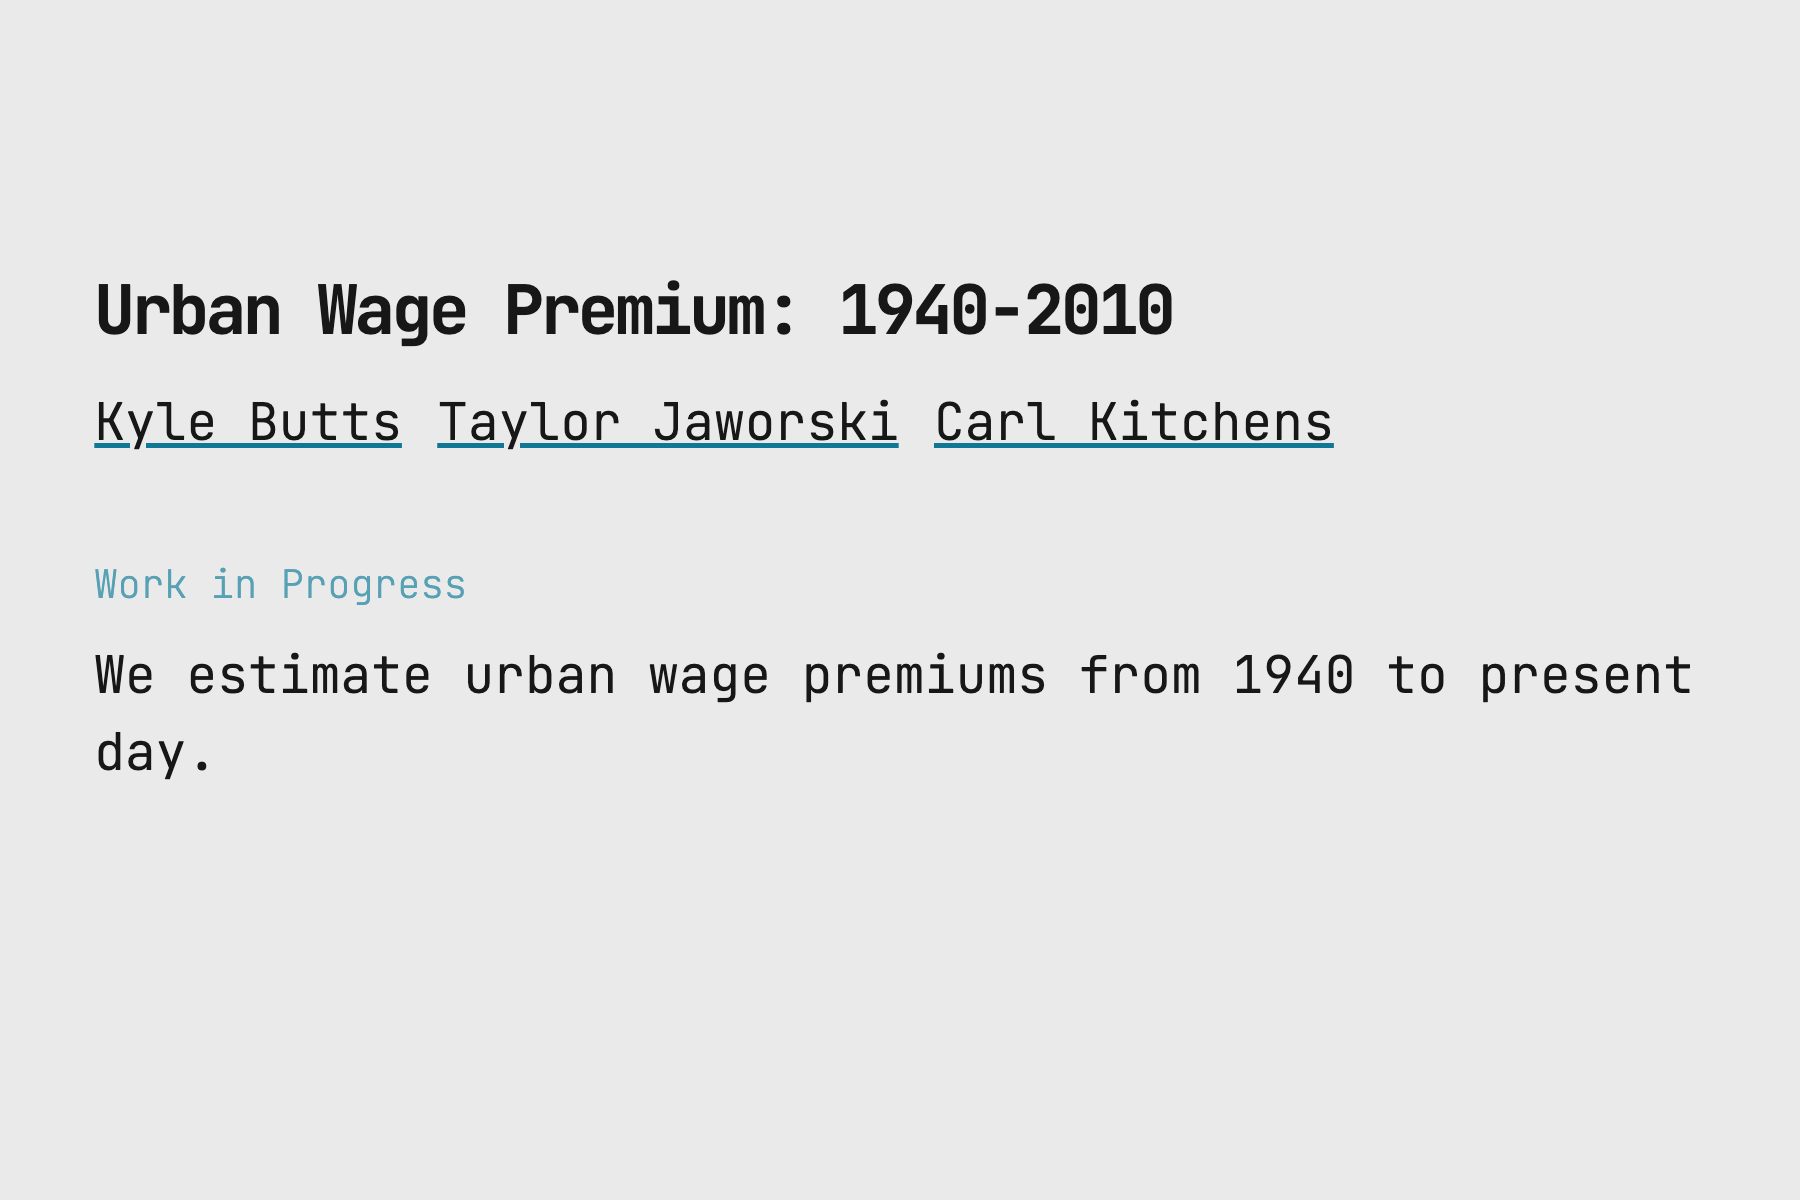 Urban Wage Premium: 1940-2010
Kyle Butts Taylor Jaworski Carl Kitchens
Work in Progress
We estimate urban wage premiums from 1940 to present
day.